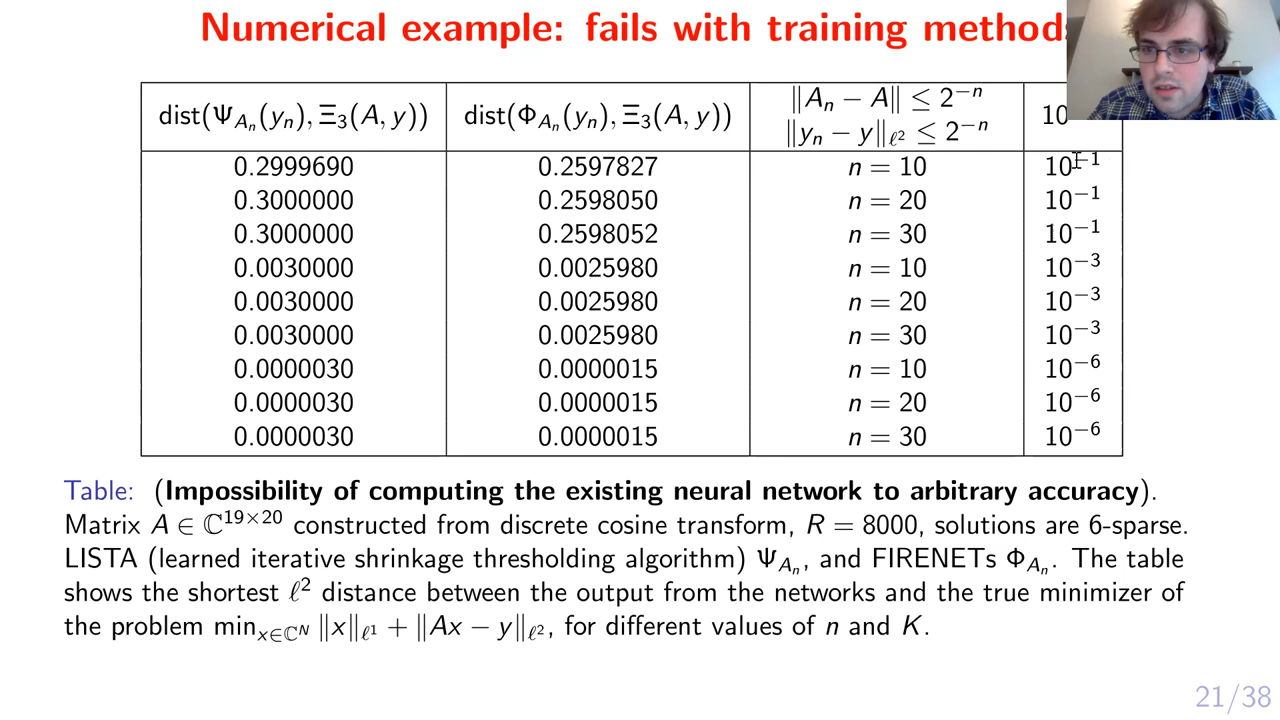 Numerical example: fails with training methods
dist(Ψ_{A_n}(y_n), Ξ_3(A, y)) dist(Φ_{A_n}(y_n), Ξ_3(A, y)) ‖A_n − A‖ ≤ 2^{−n} ‖y_n − y‖_{ℓ^2} ≤ 2^{−n} 10
0.2999690 0.2597827 n = 10 10^{−1}
0.3000000 0.2598050 n = 20 10^{−1}
0.3000000 0.2598052 n = 30 10^{−1}
0.0030000 0.0025980 n = 10 10^{−3}
0.0030000 0.0025980 n = 20 10^{−3}
0.0030000 0.0025980 n = 30 10^{−3}
0.0000030 0.0000015 n = 10 10^{−6}
0.0000030 0.0000015 n = 20 10^{−6}
0.0000030 0.0000015 n = 30 10^{−6}
Table: (Impossibility of computing the existing neural network to arbitrary accuracy).
Matrix A ∈ ℂ^{19×20} constructed from discrete cosine transform, R = 8000, solutions are 6-sparse.
LISTA (learned iterative shrinkage thresholding algorithm) Ψ_{A_n}, and FIRENETs Φ_{A_n}. The table
shows the shortest ℓ^2 distance between the output from the networks and the true minimizer of
the problem min_{x∈ℂ^N} ‖x‖_{ℓ^1} + ‖Ax − y‖_{ℓ^2}, for different values of n and K.
21/38